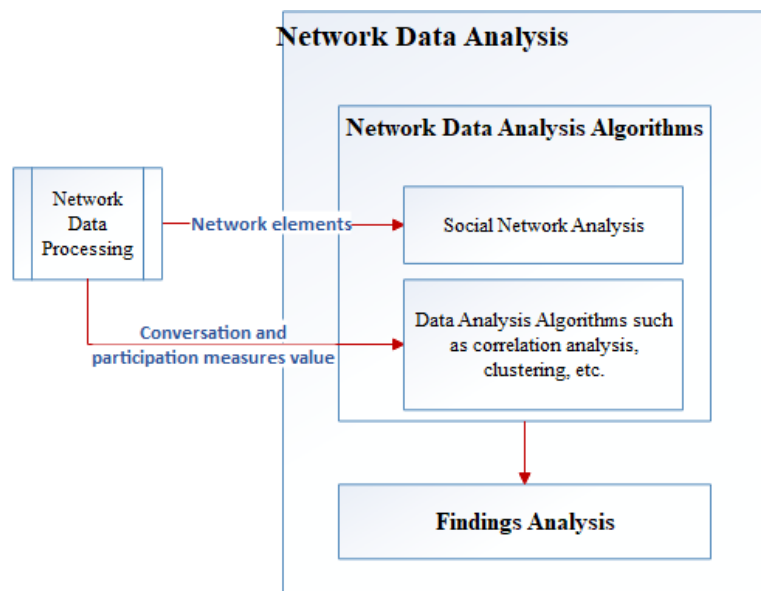 Network Data Analysis
Network Data Analysis Algorithms
Network
Data
Processing
Network elements
Social Network Analysis
Conversation and
participation measures value
Data Analysis Algorithms such
as correlation analysis,
clustering, etc.
Findings Analysis